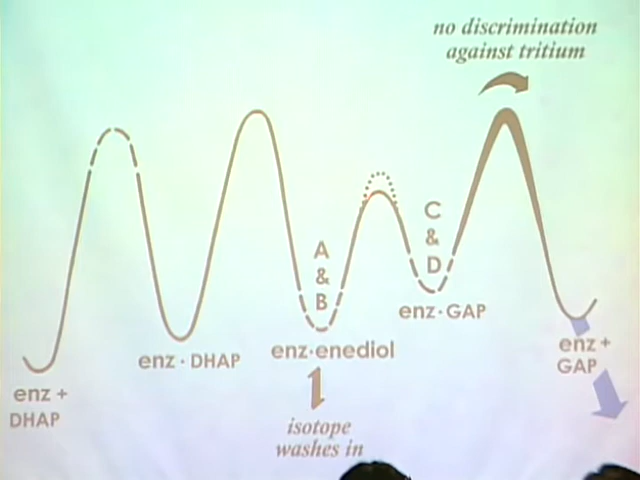 no discrimination
against tritium
A
&
B
C
&
D
enz +
DHAP
enz · DHAP
enz·enediol
enz·GAP
enz +
GAP
isotope
washes in